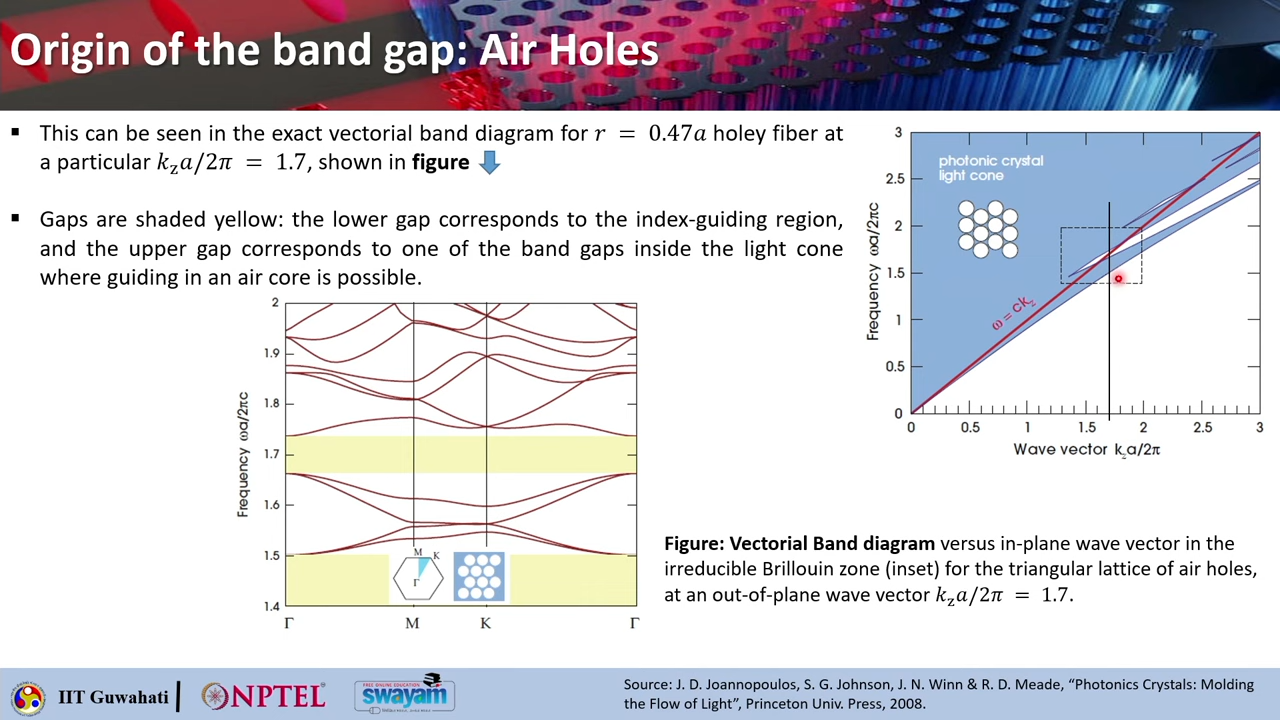 Origin of the band gap: Air Holes
▪ This can be seen in the exact vectorial band diagram for r = 0.47a holey fiber at
a particular k_z a/2π = 1.7, shown in figure
▪ Gaps are shaded yellow: the lower gap corresponds to the index-guiding region,
and the upper gap corresponds to one of the band gaps inside the light cone
where guiding in an air core is possible.
Frequency ωa/2πc
2
1.9
1.8
1.7
1.6
1.5
1.4
M
K
Γ
Γ
M
K
Γ
Frequency ωa/2πc
3
2.5
2
1.5
1
0.5
0
photonic crystal
light cone
ω = ck_z
0
0.5
1
1.5
2
2.5
3
Wave vector k_z a/2π
Figure: Vectorial Band diagram versus in-plane wave vector in the
irreducible Brillouin zone (inset) for the triangular lattice of air holes,
at an out-of-plane wave vector k_z a/2π = 1.7.
IIT Guwahati
NPTEL
FREE ONLINE EDUCATION
swayam
Source: J. D. Joannopoulos, S. G. Johnson, J. N. Winn & R. D. Meade, “Photonics Crystals: Molding
the Flow of Light”, Princeton Univ. Press, 2008.